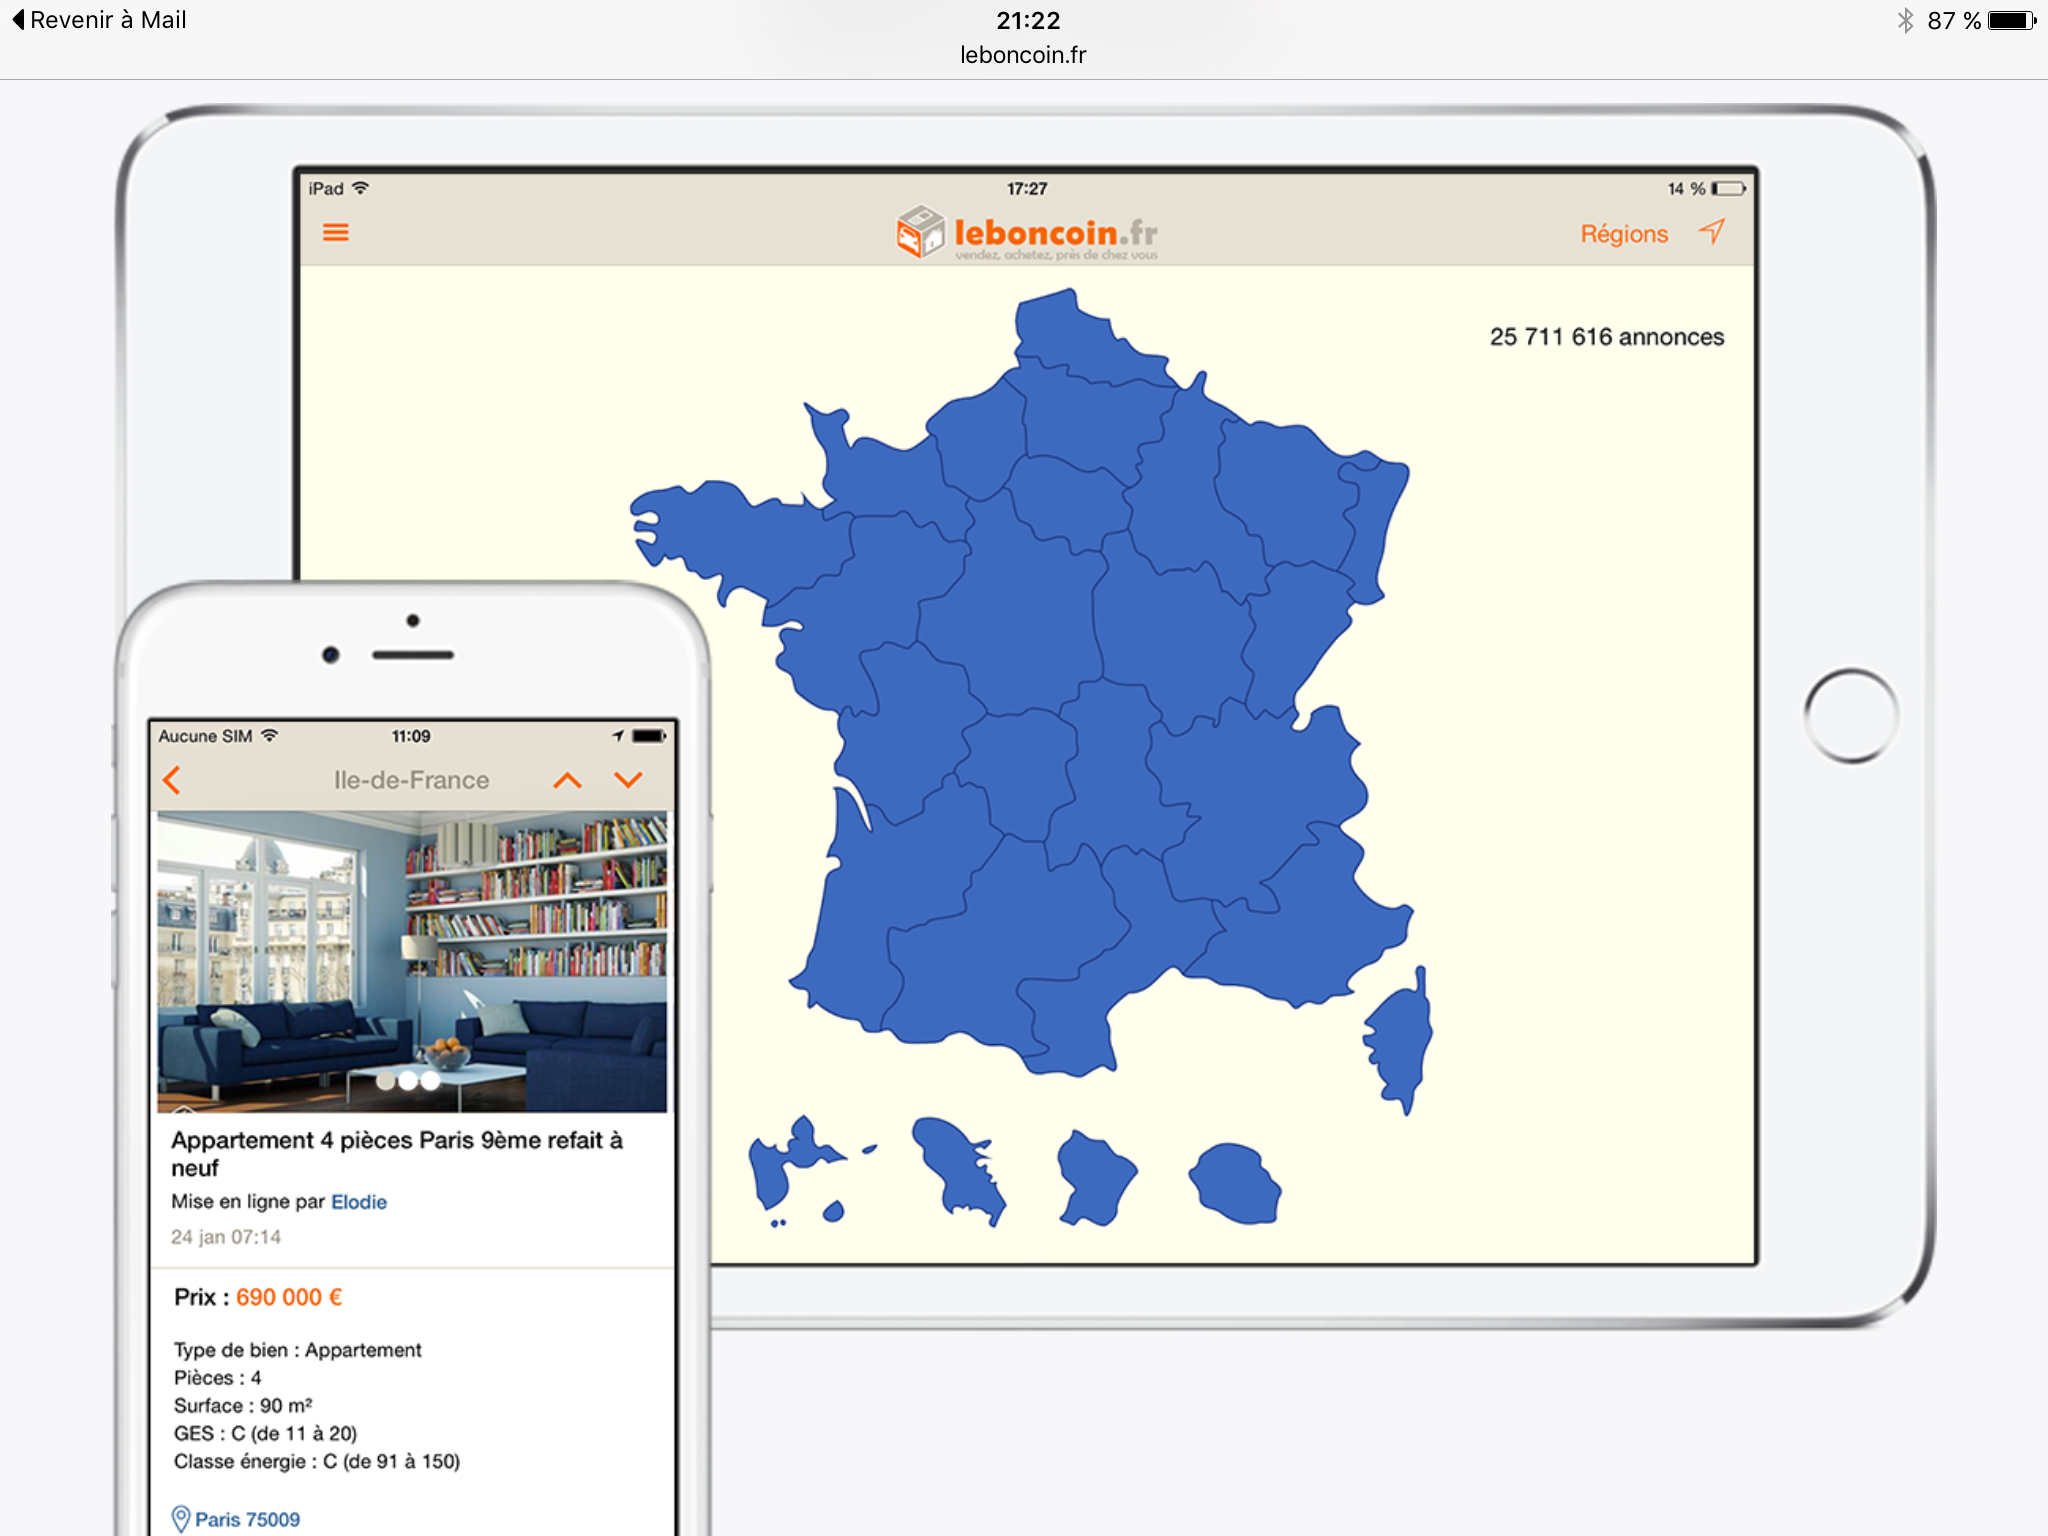 Revenir à Mail
21:22
87 %
leboncoin.fr
iPad
17:27
14 %
leboncoin.fr
vendez, achetez, près de chez vous
Régions
25 711 616 annonces
Aucune SIM
11:09
Ile-de-France
Appartement 4 pièces Paris 9ème refait à
neuf
Mise en ligne par Elodie
24 jan 07:14
Prix : 690 000 €
Type de bien : Appartement
Pièces : 4
Surface : 90 m²
GES : C (de 11 à 20)
Classe énergie : C (de 91 à 150)
Paris 75009